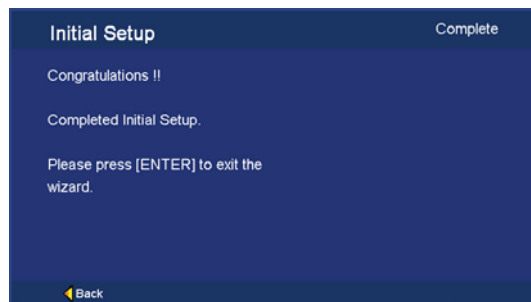 Initial Setup
Complete
Congratulations !!
Completed Initial Setup.
Please press [ENTER] to exit the
wizard.
Back